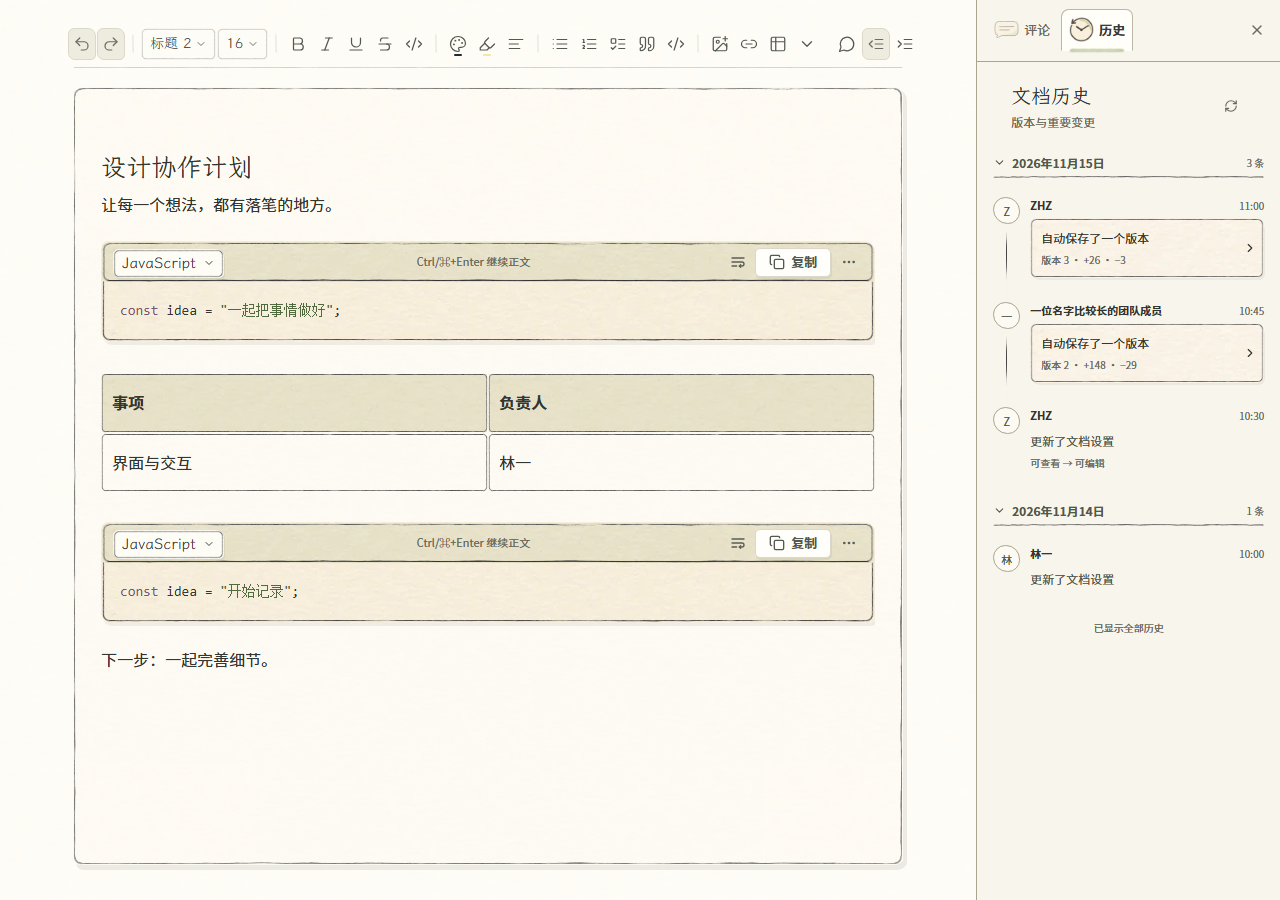 标题 2 16
评论 历史
文档历史
版本与重要变更
2026年11月15日 3 条
Z ZHZ 11:00
自动保存了一个版本
版本 3 · +26 · −3
一 一位名字比较长的团队成员 10:45
自动保存了一个版本
版本 2 · +148 · −29
Z ZHZ 10:30
更新了文档设置
可查看 → 可编辑
2026年11月14日 1 条
林 林一 10:00
更新了文档设置
已显示全部历史
设计协作计划
让每一个想法，都有落笔的地方。
JavaScript Ctrl/⌘+Enter 继续正文 复制
const idea = "一起把事情做好";
事项 负责人
界面与交互 林一
JavaScript Ctrl/⌘+Enter 继续正文 复制
const idea = "开始记录";
下一步：一起完善细节。